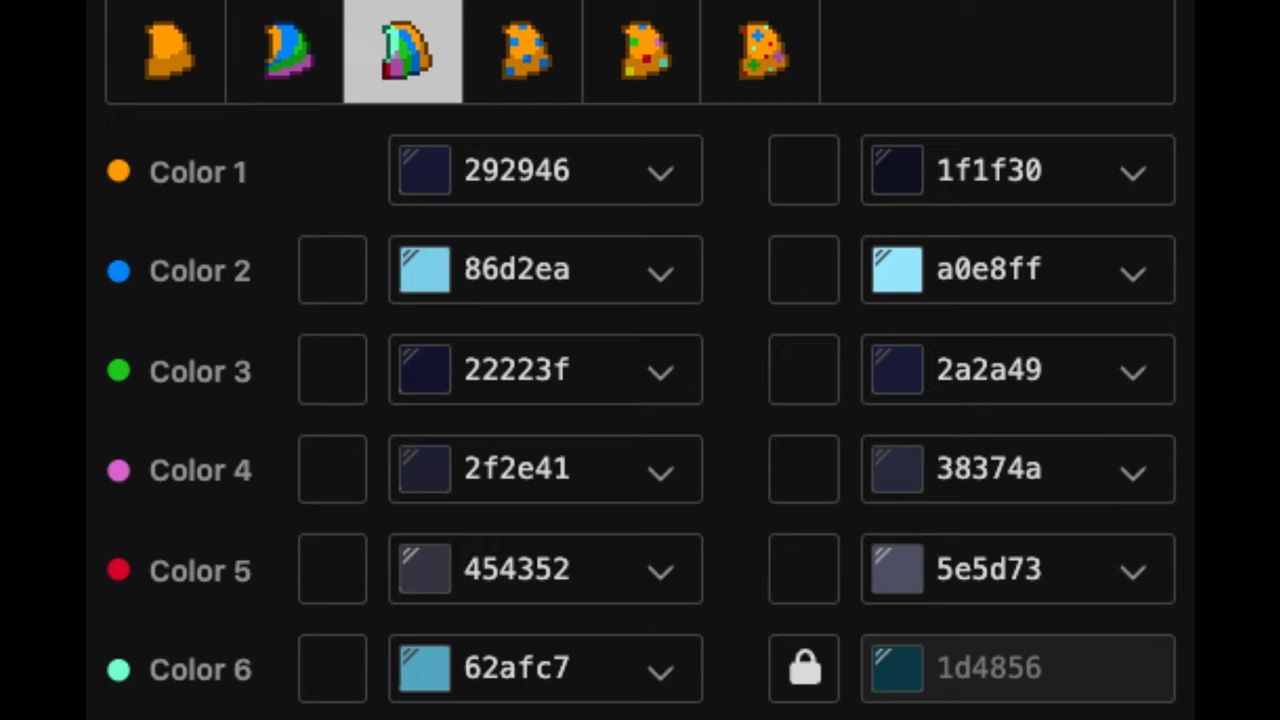 Color 1 292946 1f1f30
Color 2 86d2ea a0e8ff
Color 3 22223f 2a2a49
Color 4 2f2e41 38374a
Color 5 454352 5e5d73
Color 6 62afc7 1d4856